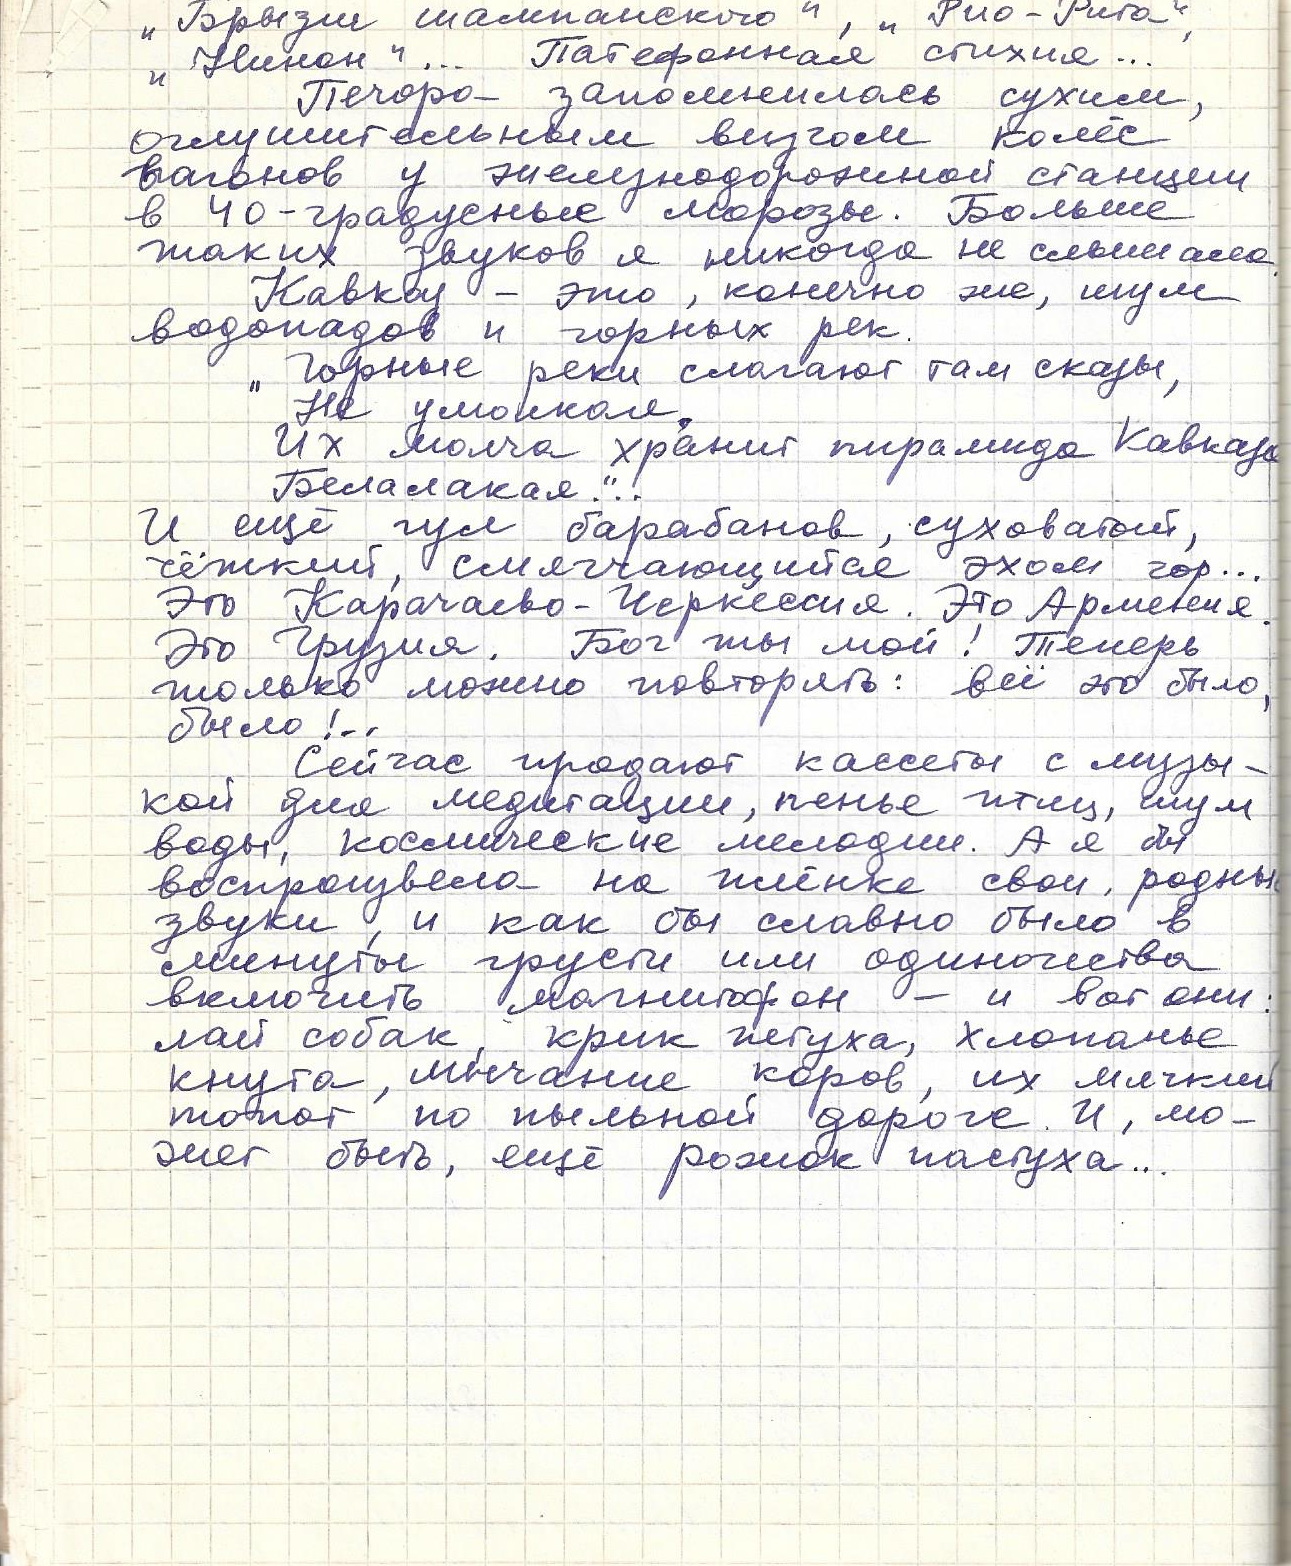 „Брызги шампанского", „Рио-Рита",
„Нинон"... Патефонная стихия...
Печора запомнилась сухим,
оглушительным визгом колёс
вагонов у железнодорожной станции
в 40-градусные морозы. Больше
таких звуков я никогда не слышала.
Кавказ – это, конечно же, шум
водопадов и горных рек.
„Горные реки слагают там сказы,
Не умолкая,
Их молча хранит пирамида Кавказа
Белалакая."..
И ещё гул барабанов, суховатый,
чёткий, смягчающийся эхом гор...
Это Карачаево-Черкессия. Это Армения.
Это Грузия. Бог ты мой! Теперь
только можно повторять: всё это было,
было!..
Сейчас продают кассеты с музы-
кой для медитации, пенье птиц, шум
воды, космические мелодии. А я бы
воспроизвела на плёнке свои, родные
звуки, и как бы славно было в
минуты грусти или одиночества
включить магнитофон – и вот они:
лай собак, крик петуха, хлопанье
кнута, мычание коров, их мягкий
топот по пыльной дороге. И, мо-
жет быть, ещё рожок пастуха...